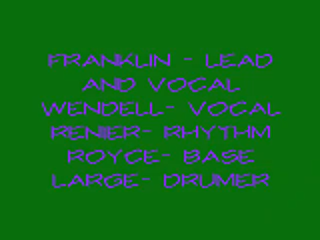 FRANKLIN - LEAD
AND VOCAL
WENDELL- VOCAL
RENIER- RHYTHM
ROYCE- BASE
LARGE- DRUMER